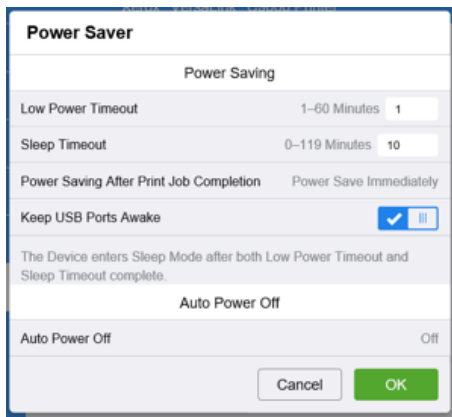 Power Saver
Power Saving
Low Power Timeout 1–60 Minutes 1
Sleep Timeout 0–119 Minutes 10
Power Saving After Print Job Completion Power Save Immediately
Keep USB Ports Awake
The Device enters Sleep Mode after both Low Power Timeout and
Sleep Timeout complete.
Auto Power Off
Auto Power Off Off
Cancel OK